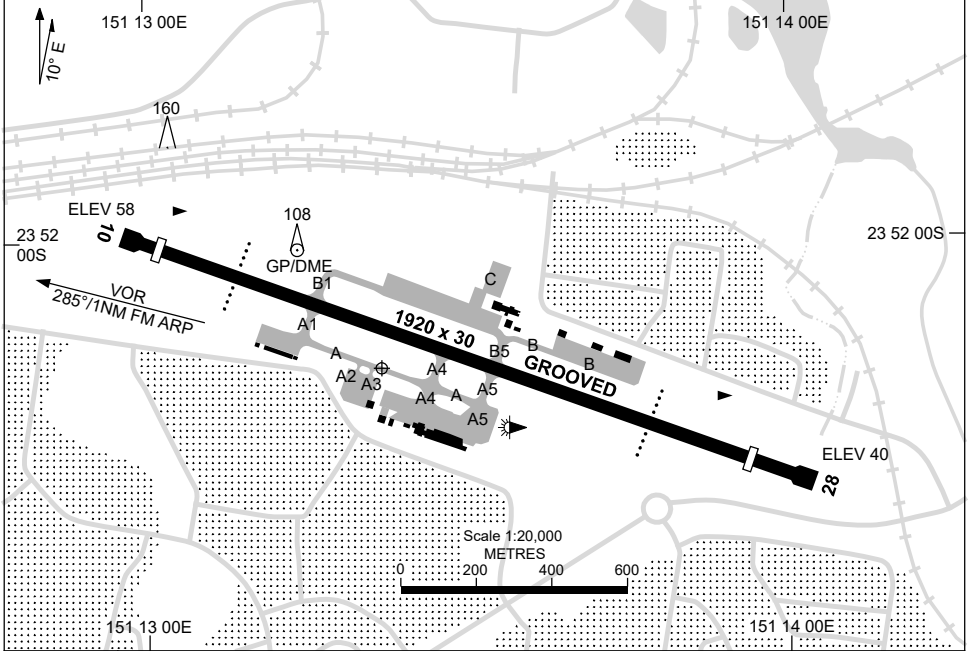 151 13 00E
151 14 00E
10° E
160
ELEV 58
108
10
23 52
00S
23 52 00S
GP/DME
B1
C
VOR
285°/1NM FM ARP
A1
1920 x 30
GROOVED
B5
B
B
A
A4
A2
A3
A4
A
A5
A5
ELEV 40
28
Scale 1:20,000
METRES
0 200 400 600
151 13 00E
151 14 00E